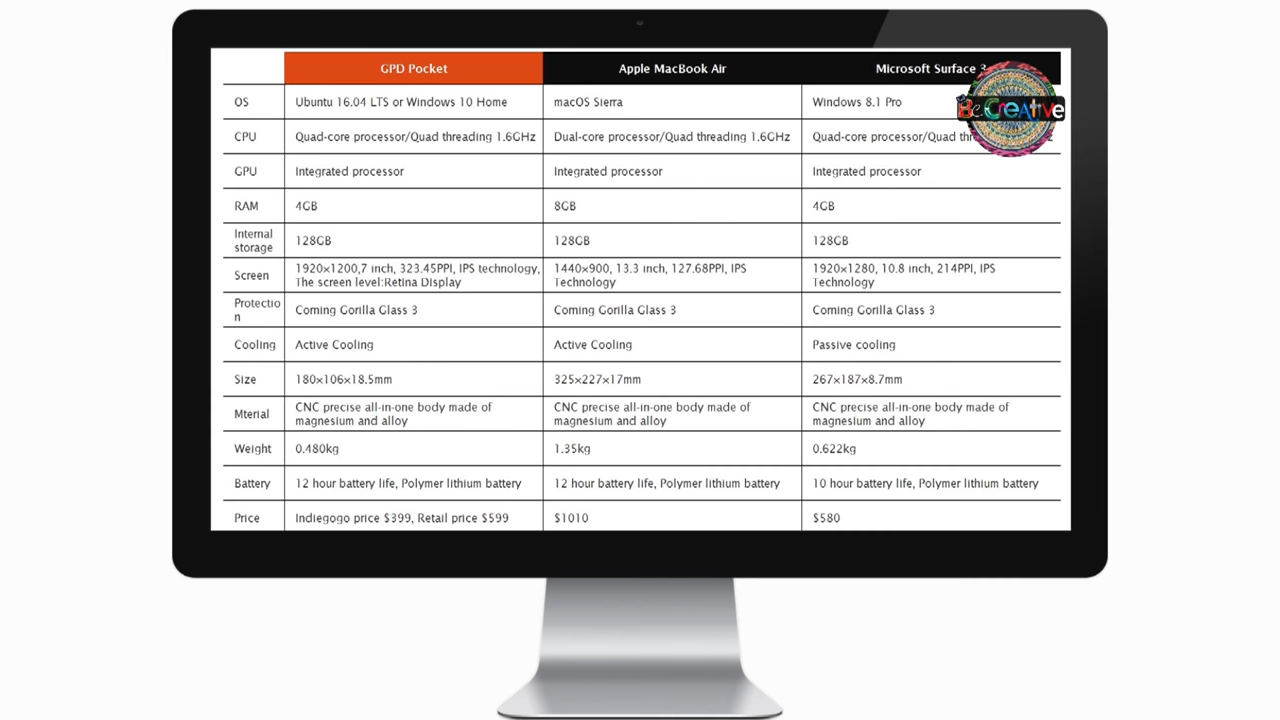 GPD Pocket Apple MacBook Air Microsoft Surface 3
OS Ubuntu 16.04 LTS or Windows 10 Home macOS Sierra Windows 8.1 Pro
Be Creative
CPU Quad-core processor/Quad threading 1.6GHz Dual-core processor/Quad threading 1.6GHz Quad-core processor/Quad
GPU Integrated processor Integrated processor Integrated processor
RAM 4GB 8GB 4GB
Internal
storage
128GB 128GB 128GB
Screen
1920×1200,7 inch, 323.45PPI, IPS technology,
The screen level:Retina Display
1440×900, 13.3 inch, 127.68PPI, IPS
Technology
1920×1280, 10.8 inch, 214PPI, IPS
Technology
Protectio
n
Coming Gorilla Glass 3 Coming Gorilla Glass 3 Coming Gorilla Glass 3
Cooling Active Cooling Active Cooling Passive cooling
Size 180×106×18.5mm 325×227×17mm 267×187×8.7mm
Mterial
CNC precise all-in-one body made of
magnesium and alloy
CNC precise all-in-one body made of
magnesium and alloy
CNC precise all-in-one body made of
magnesium and alloy
Weight 0.480kg 1.35kg 0.622kg
Battery 12 hour battery life, Polymer lithium battery 12 hour battery life, Polymer lithium battery 10 hour battery life, Polymer lithium battery
Price Indiegogo price $399, Retail price $599 $1010 $580